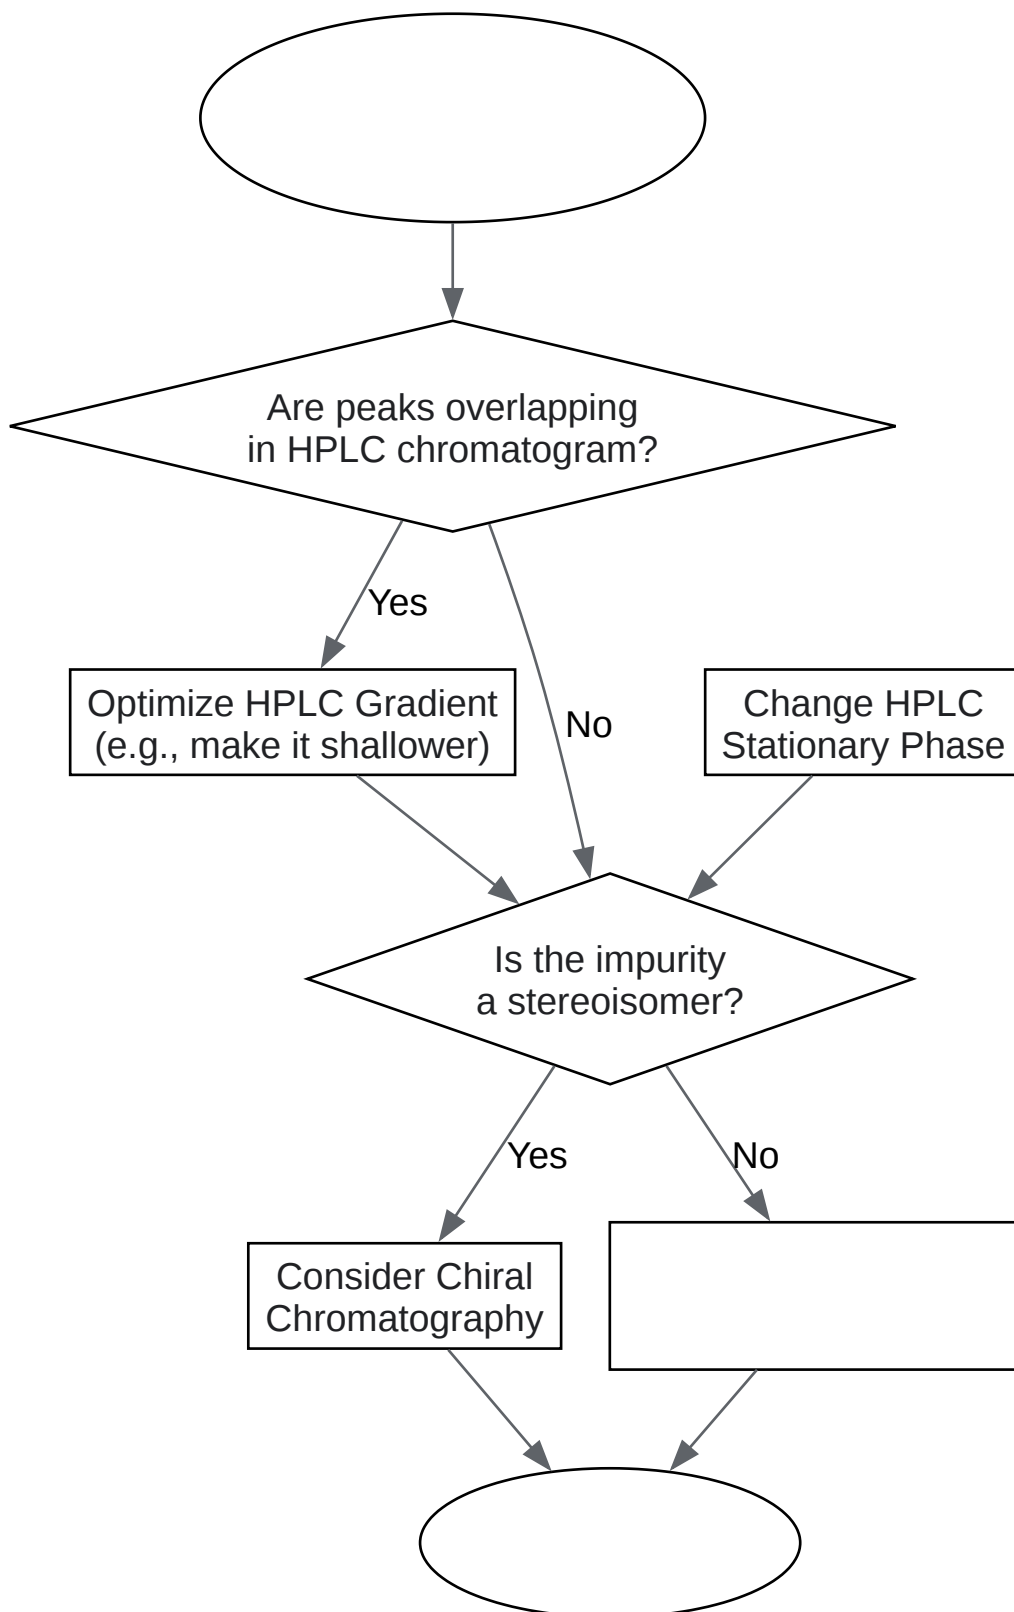 Are peaks overlapping
in HPLC chromatogram?
Yes
No
Optimize HPLC Gradient
(e.g., make it shallower)
Change HPLC
Stationary Phase
Is the impurity
a stereoisomer?
Yes
No
Consider Chiral
Chromatography